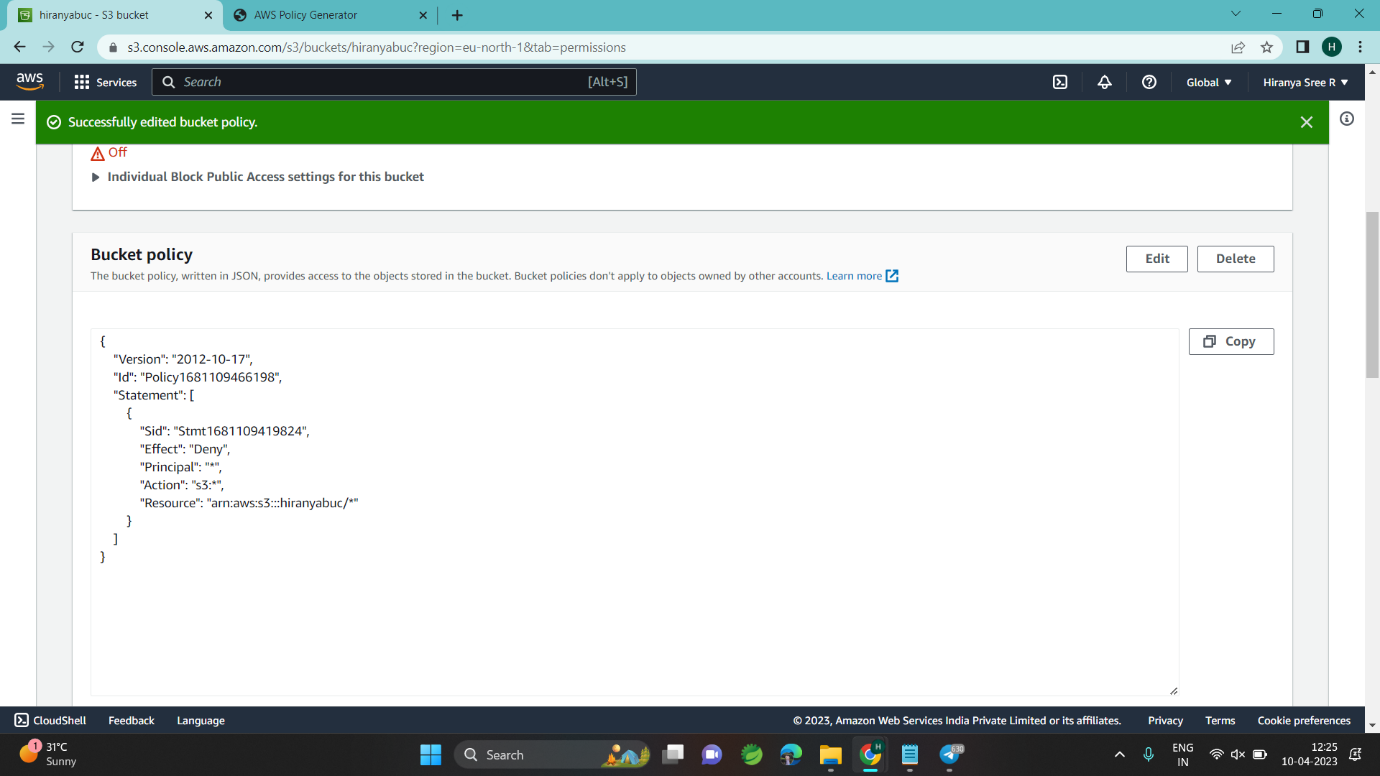 hiranyabuc - S3 bucket
AWS Policy Generator
s3.console.aws.amazon.com/s3/buckets/hiranyabuc?region=eu-north-1&tab=permissions
H
aws
Services
Search
[Alt+S]
Global
Hiranya Sree R
Successfully edited bucket policy.
Off
Individual Block Public Access settings for this bucket
Bucket policy
Edit
Delete
The bucket policy, written in JSON, provides access to the objects stored in the bucket. Bucket policies don't apply to objects owned by other accounts. Learn more
Copy
{
"Version": "2012-10-17",
"Id": "Policy1681109466198",
"Statement": [
{
"Sid": "Stmt1681109419824",
"Effect": "Deny",
"Principal": "*",
"Action": "s3:*",
"Resource": "arn:aws:s3:::hiranyabuc/*"
}
]
}
CloudShell
Feedback
Language
© 2023, Amazon Web Services India Private Limited or its affiliates.
Privacy
Terms
Cookie preferences
1
31°C
Sunny
Search
H
630
ENG
IN
12:25
10-04-2023